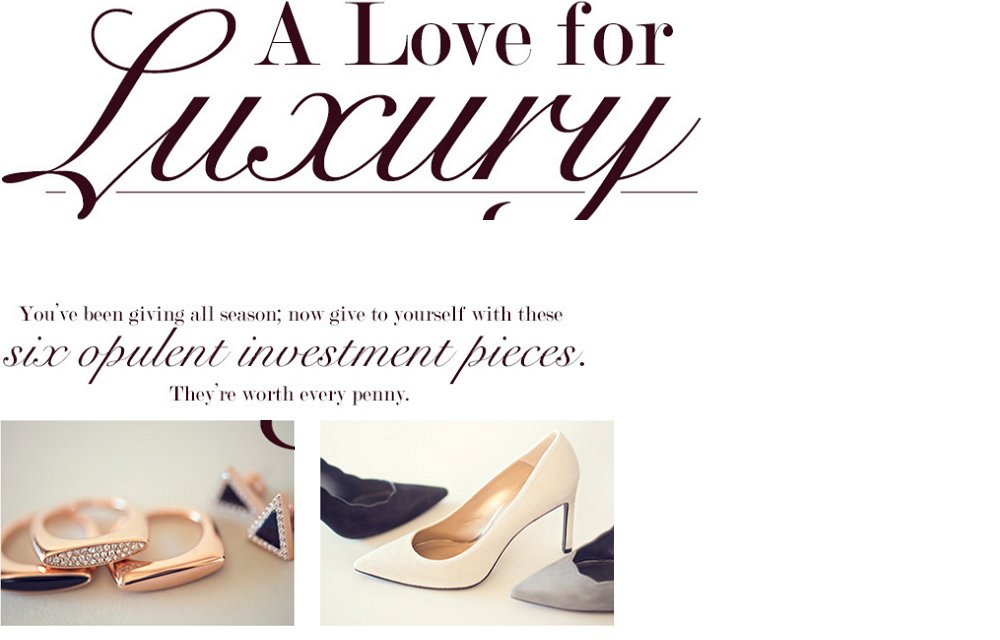 A Love for
Luxury
You've been giving all season; now give to yourself with these
six opulent investment pieces.
They're worth every penny.